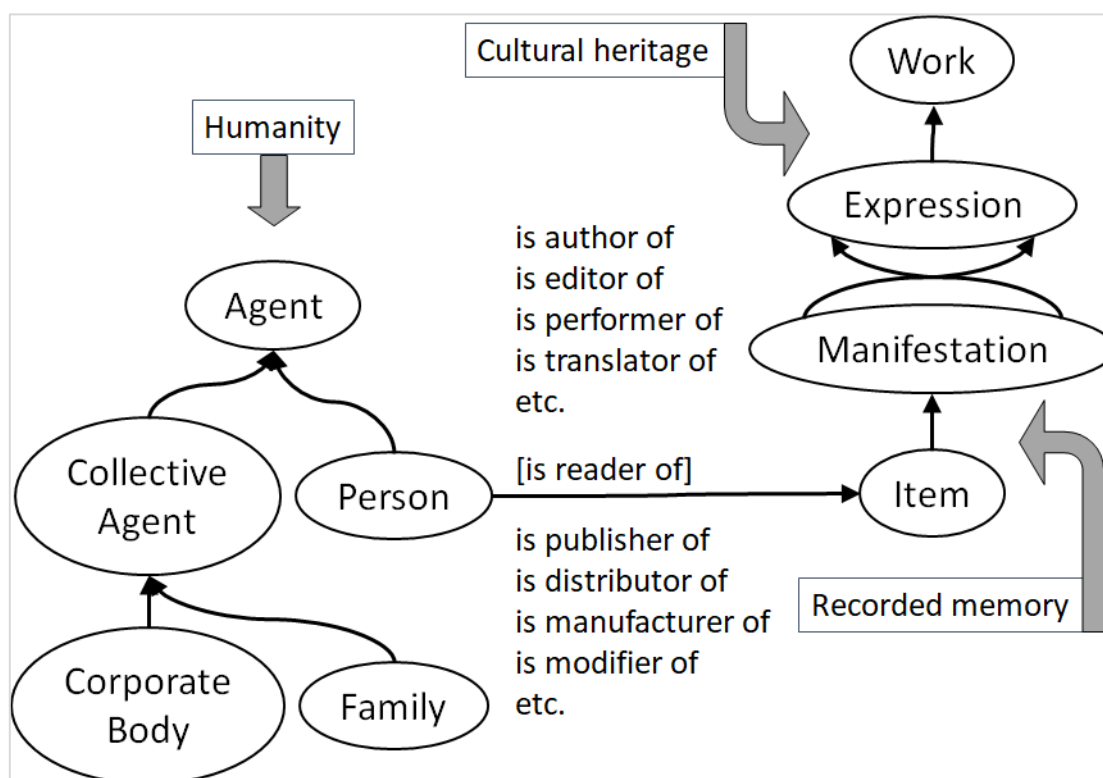 Cultural heritage
Work
Humanity
Expression
is author of
is editor of
is performer of
is translator of
etc.
Agent
Manifestation
Collective
Agent
Person
[is reader of]
Item
is publisher of
is distributor of
is manufacturer of
is modifier of
etc.
Recorded memory
Corporate
Body
Family